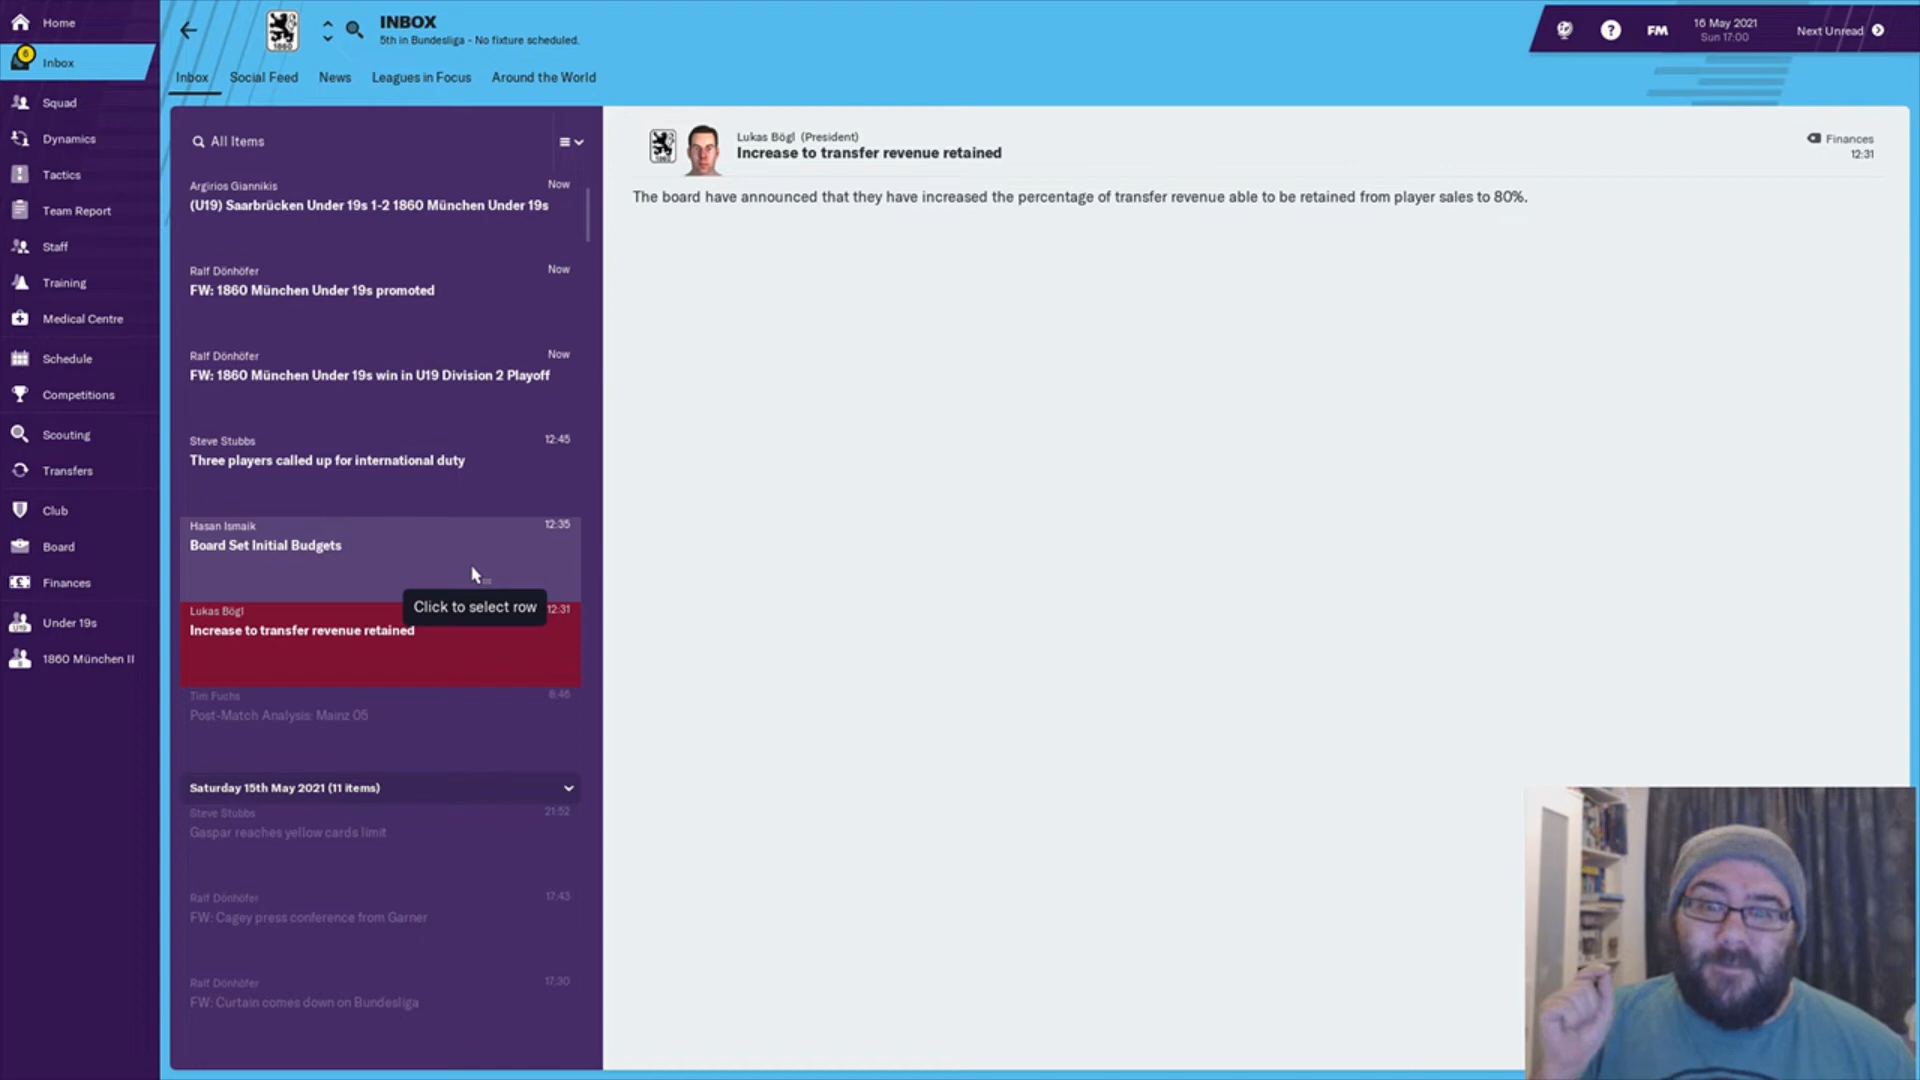 Home
6
Inbox
Squad
Dynamics
Tactics
Team Report
Staff
Training
Medical Centre
Schedule
Competitions
Scouting
Transfers
Club
Board
Finances
U19
Under 19s
1860 München II
1860
INBOX
5th in Bundesliga - No fixture scheduled.
FM
16 May 2021
Sun 17:00
Next Unread
Inbox
Social Feed
News
Leagues in Focus
Around the World
All Items
Argirios Giannikis
Now
(U19) Saarbrücken Under 19s 1-2 1860 München Under 19s
Ralf Dönhöfer
Now
FW: 1860 München Under 19s promoted
Ralf Dönhöfer
Now
FW: 1860 München Under 19s win in U19 Division 2 Playoff
Steve Stubbs
12:45
Three players called up for international duty
Hasan Ismaik
12:35
Board Set Initial Budgets
Click to select row
Lukas Bögl
12:31
Increase to transfer revenue retained
Tim Fuchs
8:46
Post-Match Analysis: Mainz 05
Saturday 15th May 2021 (11 items)
Steve Stubbs
21:52
Gaspar reaches yellow cards limit
Ralf Dönhöfer
17:43
FW: Cagey press conference from Garner
Ralf Dönhöfer
17:30
FW: Curtain comes down on Bundesliga
1860
Lukas Bögl (President)
Increase to transfer revenue retained
Finances
12:31
The board have announced that they have increased the percentage of transfer revenue able to be retained from player sales to 80%.